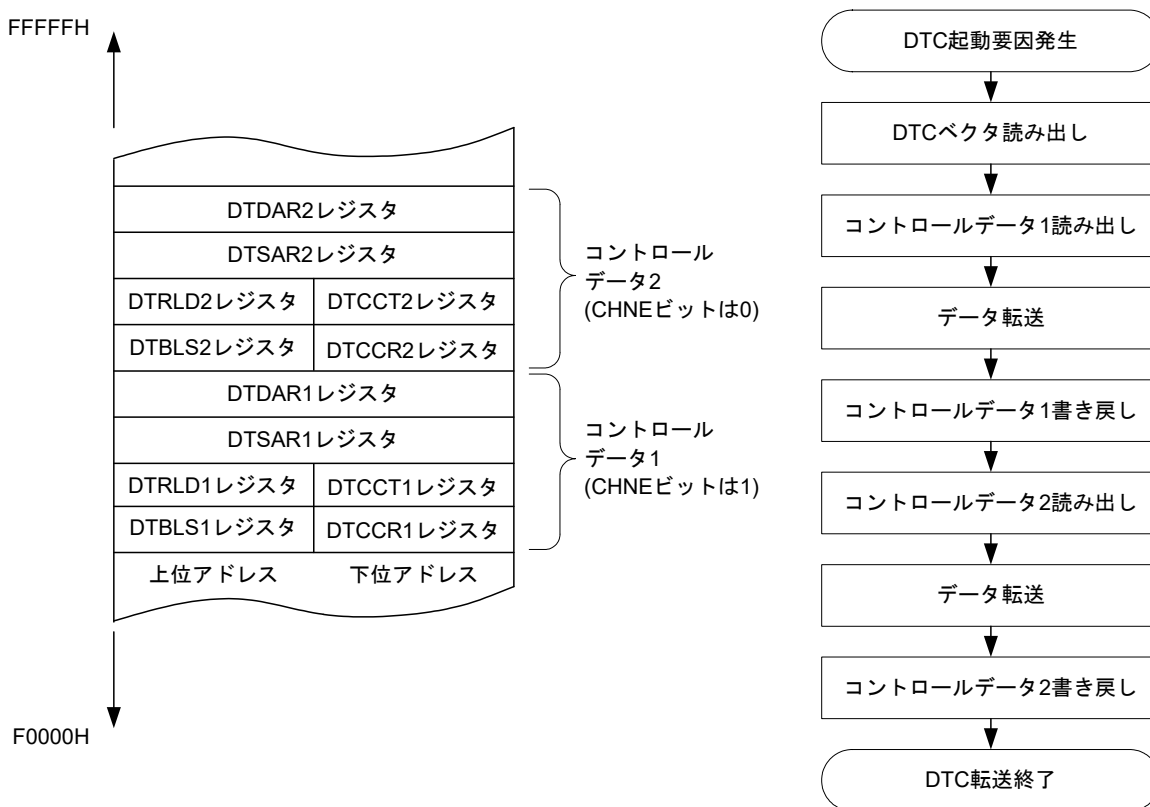 FFFFFH
DTDAR2レジスタ
DTSAR2レジスタ
DTRLD2レジスタ DTCCT2レジスタ
DTBLS2レジスタ DTCCR2レジスタ
DTDAR1レジスタ
DTSAR1レジスタ
DTRLD1レジスタ DTCCT1レジスタ
DTBLS1レジスタ DTCCR1レジスタ
上位アドレス 下位アドレス
F0000H
コントロール
データ2
(CHNEビットは0)
コントロール
データ1
(CHNEビットは1)
DTC起動要因発生
DTCベクタ読み出し
コントロールデータ1読み出し
データ転送
コントロールデータ1書き戻し
コントロールデータ2読み出し
データ転送
コントロールデータ2書き戻し
DTC転送終了